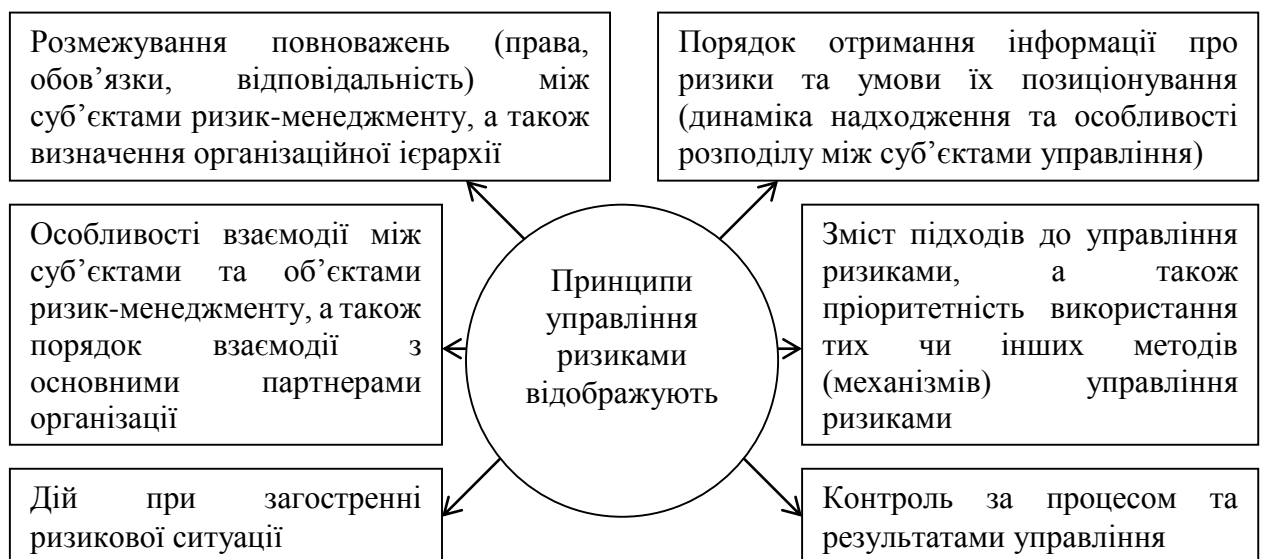 Розмежування повноважень (права,
обов’язки, відповідальність) між
суб’єктами ризик-менеджменту, а також
визначення організаційної ієрархії
Порядок отримання інформації про
ризики та умови їх позиціонування
(динаміка надходження та особливості
розподілу між суб’єктами управління)
Особливості взаємодії між
суб’єктами та об’єктами
ризик-менеджменту, а також
порядок взаємодії з
основними партнерами
організації
Принципи
управління
ризиками
відображують
Зміст підходів до управління
ризиками, а також
пріоритетність використання
тих чи інших методів
(механізмів) управління
ризиками
Дій при загостренні
ризикової ситуації
Контроль за процесом та
результатами управління